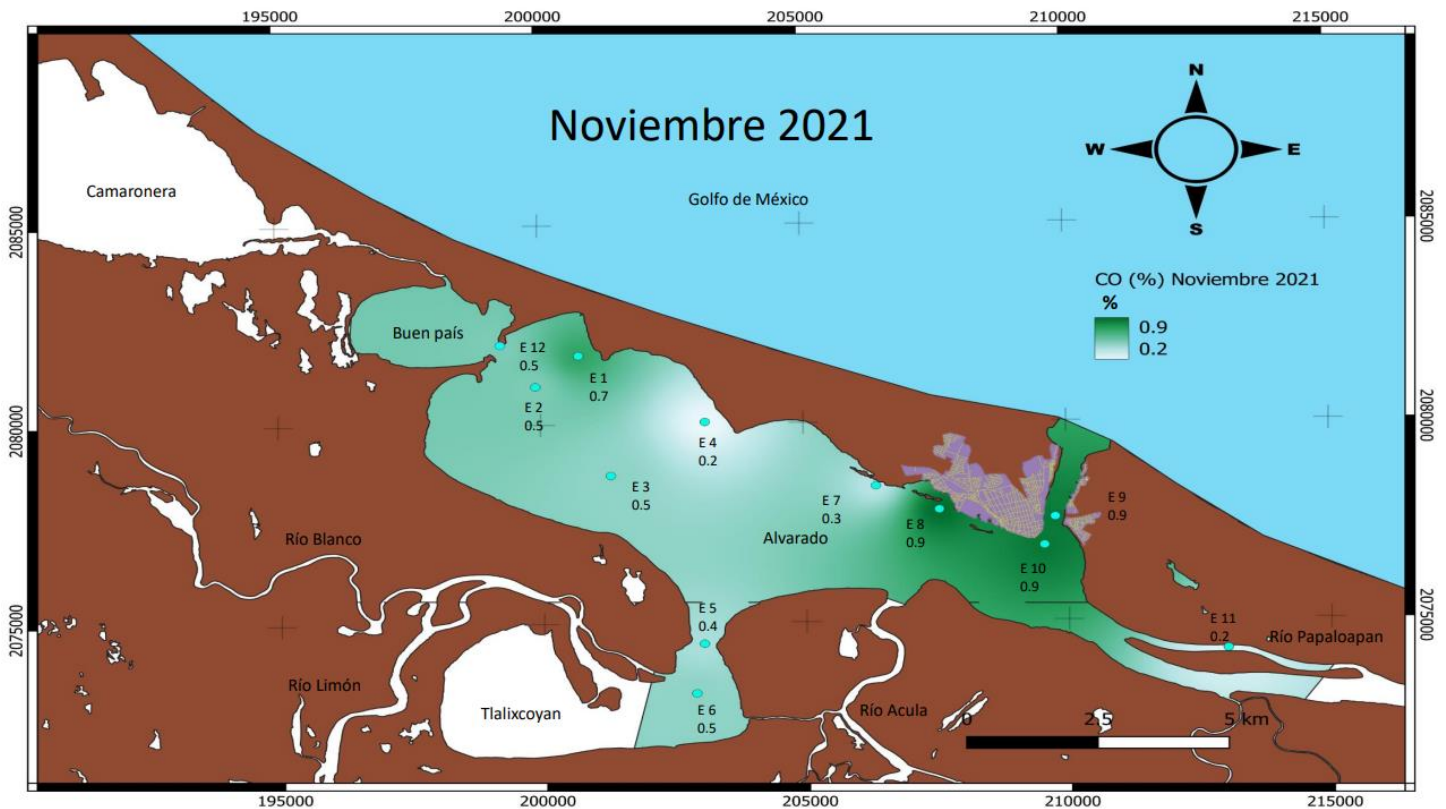 195000
200000
205000
210000
215000
Noviembre 2021
N
W
E
S
Camaronera
Golfo de México
2085000
2085000
CO (%) Noviembre 2021
%
0.9
0.2
Buen país
E 12
0.5
E 1
0.7
E 2
0.5
2080000
2080000
E 4
0.2
E 3
0.5
E 7
0.3
E 8
0.9
E 9
0.9
Alvarado
Río Blanco
E 10
0.9
E 5
0.4
E 11
0.2
Río Papaloapan
2075000
2075000
Río Limón
Tlalixcoyan
E 6
0.5
Río Acula
0
2.5
5 km
195000
200000
205000
210000
215000